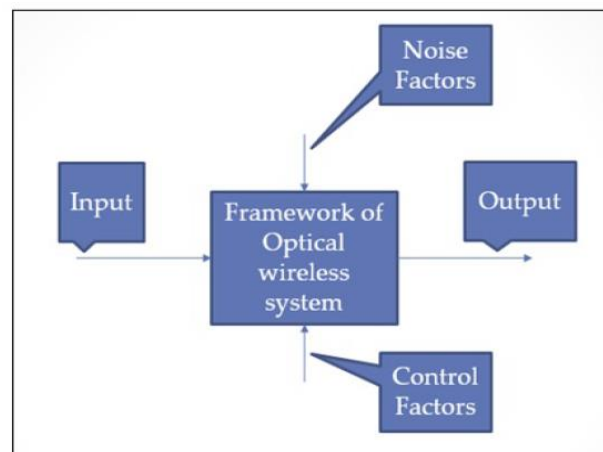 Noise
Factors
Input
Framework of
Optical
wireless
system
Output
Control
Factors